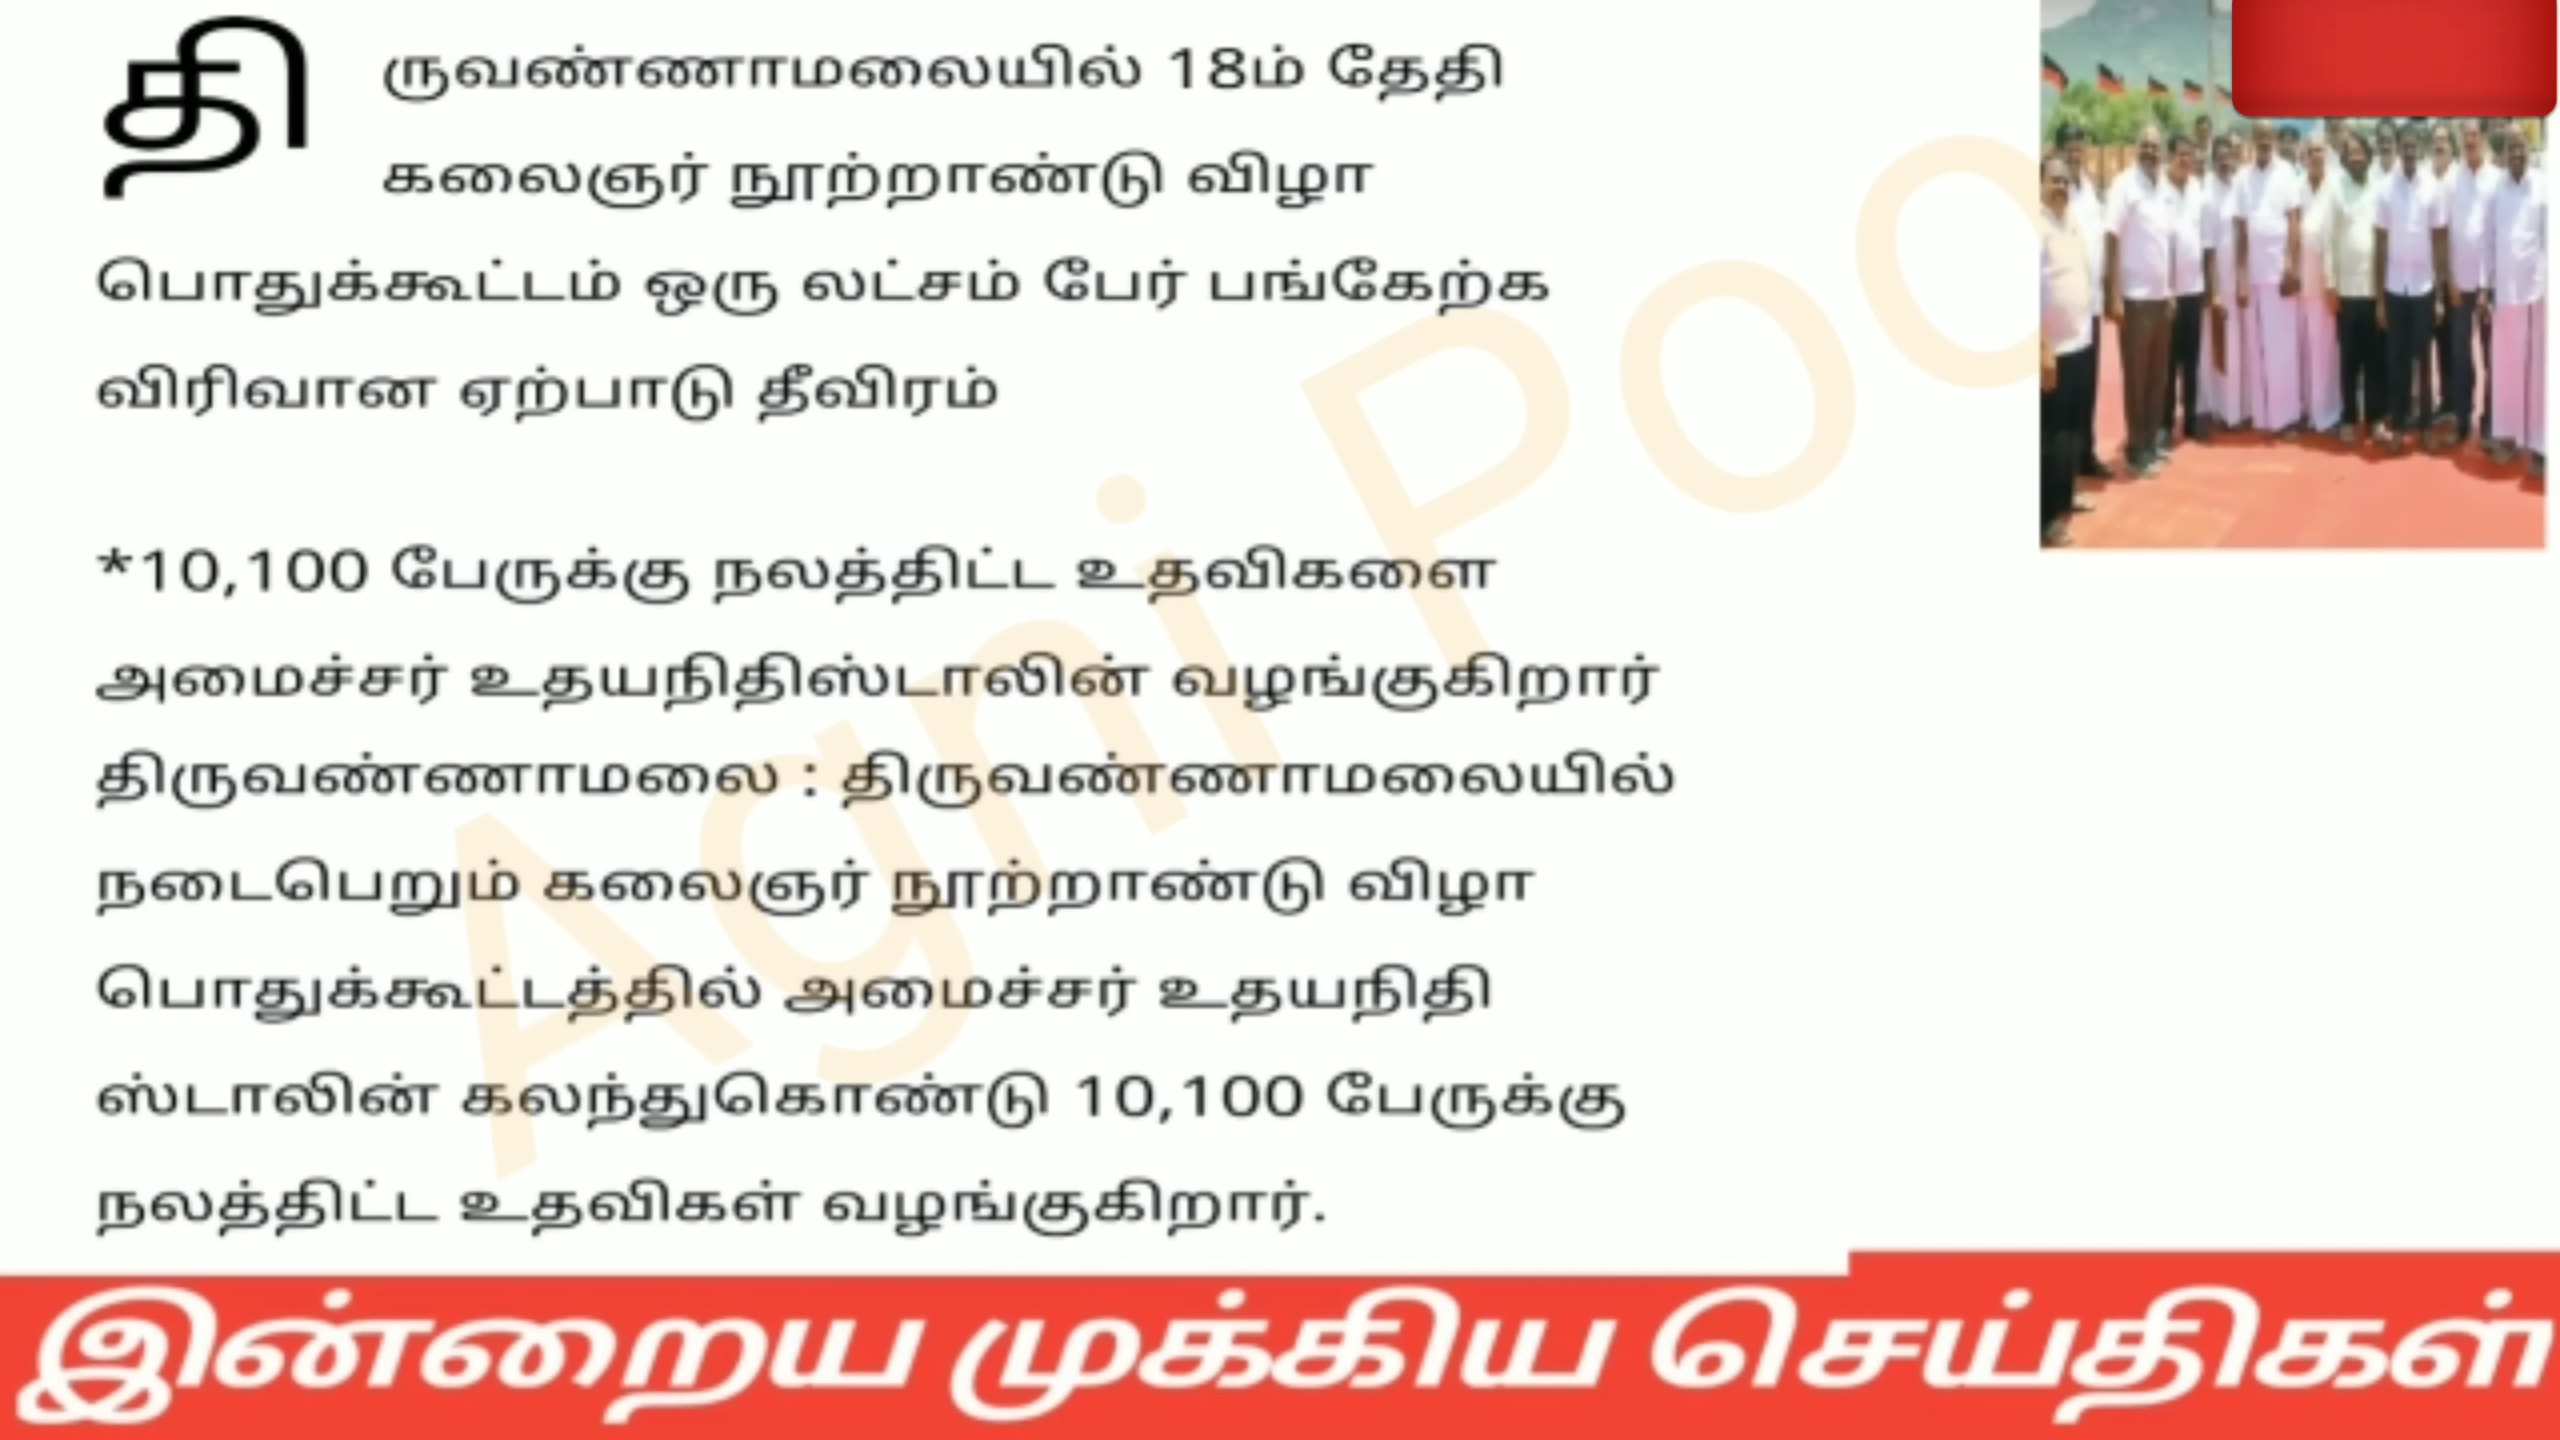 திருவண்ணாமலையில் 18ம் தேதி
கலைஞர் நூற்றாண்டு விழா
பொதுக்கூட்டம் ஒரு லட்சம் பேர் பங்கேற்க
விரிவான ஏற்பாடு தீவிரம்
*10,100 பேருக்கு நலத்திட்ட உதவிகளை
அமைச்சர் உதயநிதிஸ்டாலின் வழங்குகிறார்
திருவண்ணாமலை : திருவண்ணாமலையில்
நடைபெறும் கலைஞர் நூற்றாண்டு விழா
பொதுக்கூட்டத்தில் அமைச்சர் உதயநிதி
ஸ்டாலின் கலந்துகொண்டு 10,100 பேருக்கு
நலத்திட்ட உதவிகள் வழங்குகிறார்.
இன்றைய முக்கிய செய்திகள்
Agni Poo